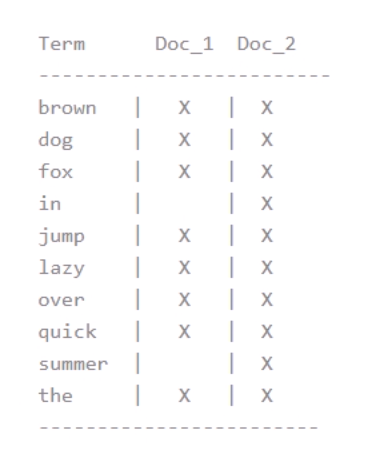 Term      Doc_1  Doc_2
-------------------------
brown   |   X   |  X
dog     |   X   |  X
fox     |   X   |  X
in      |       |  X
jump    |   X   |  X
lazy    |   X   |  X
over    |   X   |  X
quick   |   X   |  X
summer  |       |  X
the     |   X   |  X
------------------------